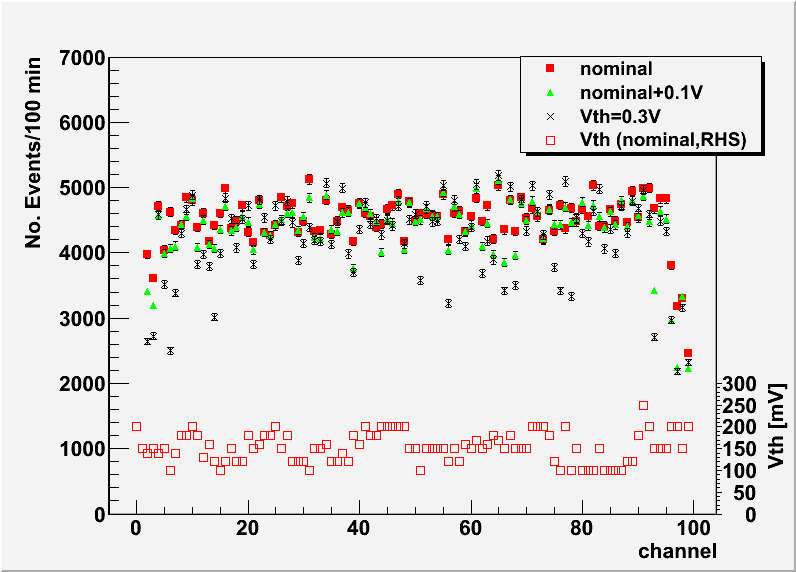 No. Events/100 min
7000
6000
5000
4000
3000
2000
1000
0
nominal
nominal+0.1V
Vth=0.3V
Vth (nominal,RHS)
300
250
200
150
100
50
0
Vth [mV]
0 20 40 60 80 100
channel